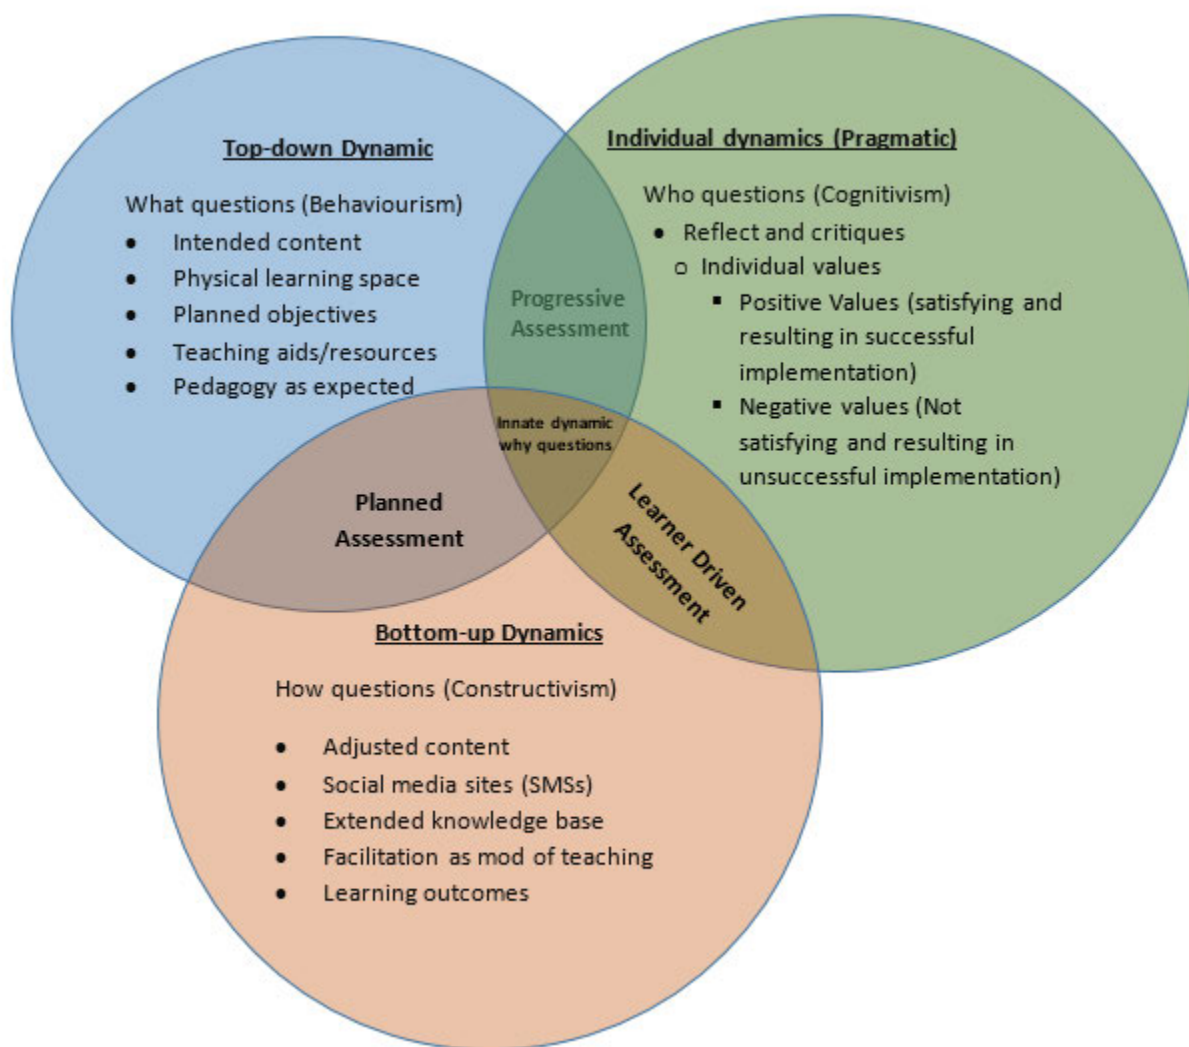 Top-down Dynamic
What questions (Behaviourism)
● Intended content
● Physical learning space
● Planned objectives
● Teaching aids/resources
● Pedagogy as expected
Individual dynamics (Pragmatic)
Who questions (Cognitivism)
● Reflect and critiques
o Individual values
▪ Positive Values (satisfying and
resulting in successful
implementation)
▪ Negative values (Not
satisfying and resulting in
unsuccessful implementation)
Progressive
Assessment
Innate dynamic
why questions
Planned
Assessment
Learner Driven
Assessment
Bottom-up Dynamics
How questions (Constructivism)
● Adjusted content
● Social media sites (SMSs)
● Extended knowledge base
● Facilitation as mod of teaching
● Learning outcomes